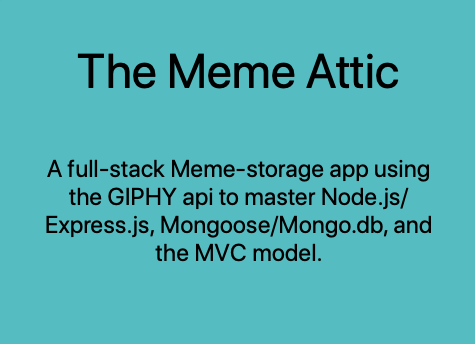 The Meme Attic
A full-stack Meme-storage app using
the GIPHY api to master Node.js/
Express.js, Mongoose/Mongo.db, and
the MVC model.